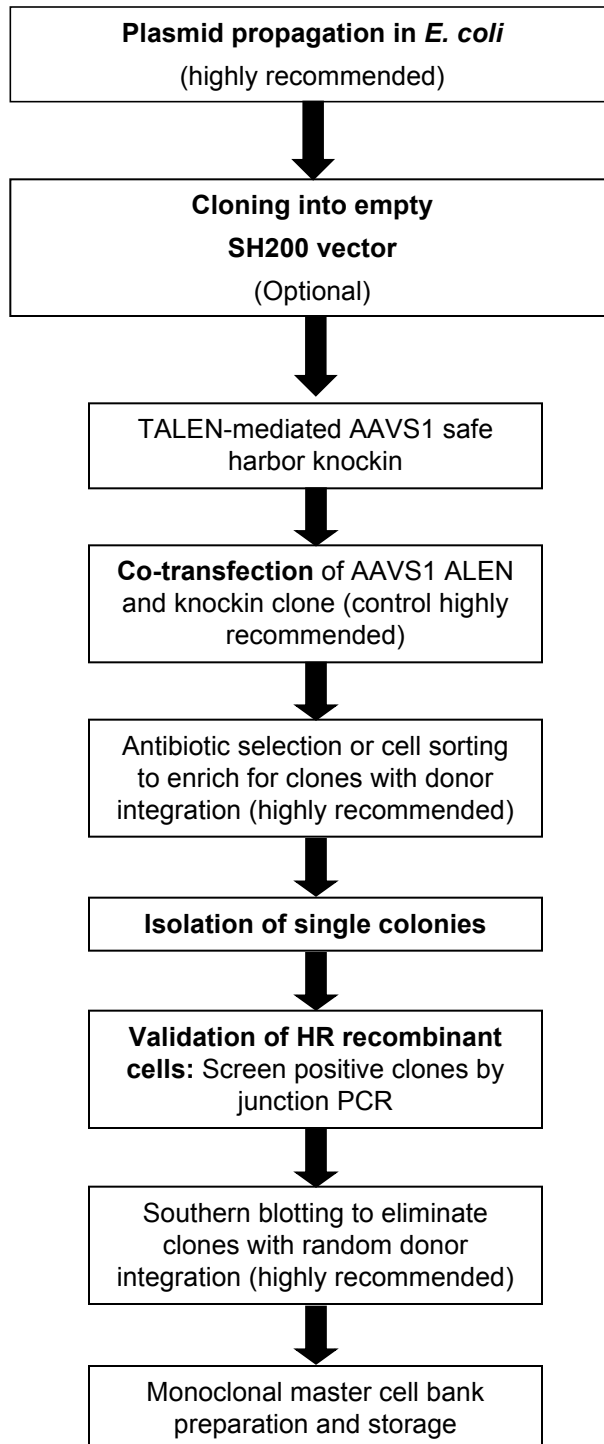 Plasmid propagation in E. coli
(highly recommended)
Cloning into empty
SH200 vector
(Optional)
TALEN-mediated AAVS1 safe
harbor knockin
Co-transfection of AAVS1 ALEN
and knockin clone (control highly
recommended)
Antibiotic selection or cell sorting
to enrich for clones with donor
integration (highly recommended)
Isolation of single colonies
Validation of HR recombinant
cells: Screen positive clones by
junction PCR
Southern blotting to eliminate
clones with random donor
integration (highly recommended)
Monoclonal master cell bank
preparation and storage